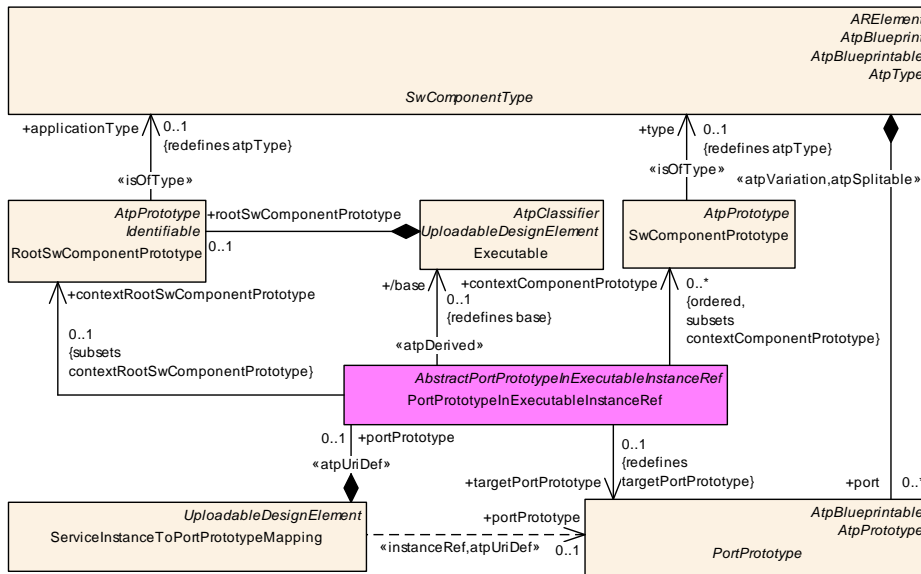 ARElement
AtpBlueprint
AtpBlueprintable
AtpType
SwComponentType
+applicationType
0..1
{redefines atpType}
«isOfType»
+type
0..1
{redefines atpType}
«isOfType»
«atpVariation,atpSplitable»
AtpPrototype
Identifiable
RootSwComponentPrototype
+rootSwComponentPrototype
0..1
AtpClassifier
UploadableDesignElement
Executable
AtpPrototype
SwComponentPrototype
+contextRootSwComponentPrototype
0..1
{subsets
contextRootSwComponentPrototype}
+/base
0..1
{redefines base}
«atpDerived»
+contextComponentPrototype
0..*
{ordered,
subsets
contextComponentPrototype}
AbstractPortPrototypeInExecutableInstanceRef
PortPrototypeInExecutableInstanceRef
0..1
+portPrototype
«atpUriDef»
0..1
{redefines
targetPortPrototype}
+targetPortPrototype
+port
0..*
UploadableDesignElement
ServiceInstanceToPortPrototypeMapping
+portPrototype
«instanceRef,atpUriDef»
0..1
AtpBlueprintable
AtpPrototype
PortPrototype